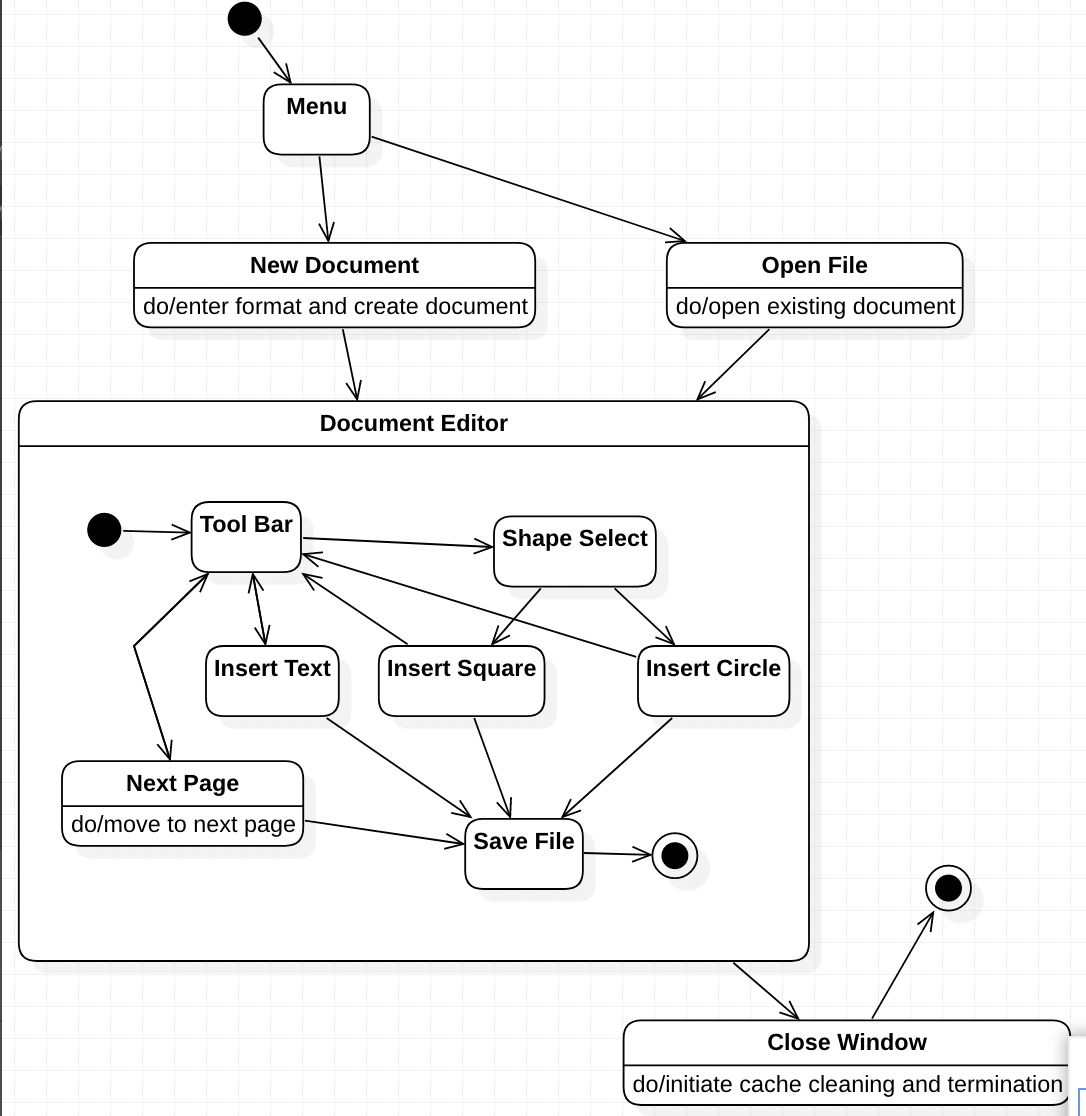 Menu
New Document
do/enter format and create document
Open File
do/open existing document
Document Editor
Tool Bar
Shape Select
Insert Text
Insert Square
Insert Circle
Next Page
do/move to next page
Save File
Close Window
do/initiate cache cleaning and termination